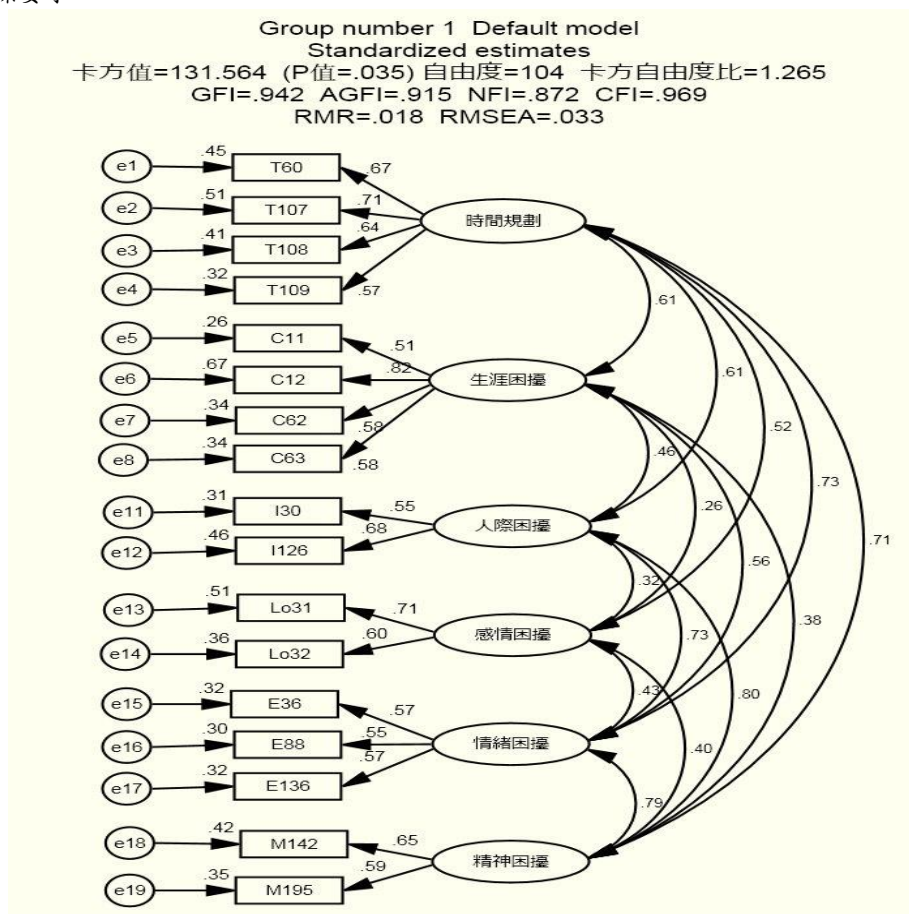 Group number 1 Default model
Standardized estimates
卡方值=131.564 (P值=.035) 自由度=104 卡方自由度比=1.265
GFI=.942 AGFI=.915 NFI=.872 CFI=.969
RMR=.018 RMSEA=.033
e1 .45 T60 .67
e2 .51 T107 .71
時間規劃
e3 .41 T108 .64
e4 .32 T109 .57
.61
e5 .26 C11 .51
e6 .67 C12 .82
生涯困擾
.61
e7 .34 C62 .58
.52
e8 .34 C63 .58
.46
.73
e11 .31 I30 .55
.26
人際困擾
e12 .46 I126 .68
.71
.56
.32
e13 .51 Lo31 .71
.38
感情困擾
.73
e14 .36 Lo32 .60
.43
.80
e15 .32 E36 .57
e16 .30 E88 .55
情緒困擾
.40
e17 .32 E136 .57
.79
e18 .42 M142 .65
精神困擾
e19 .35 M195 .59